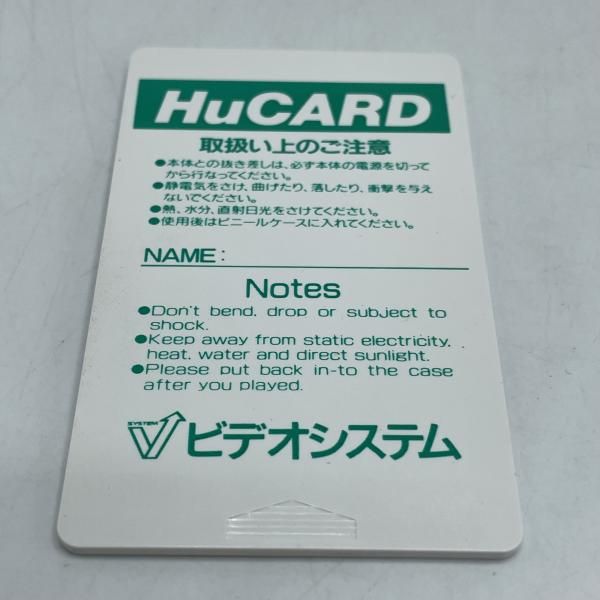 HuCARD
取扱い上のご注意
●本体との抜き差しは、必ず本体の電源を切って
から行なってください。
●静電気をさけ、曲げたり、落したり、衝撃を与え
ないでください。
●熱、水分、直射日光をさけてください。
●使用後はビニールケースに入れてください。
NAME:
Notes
●Don't bend, drop or subject to
shock.
●Keep away from static electricity,
heat, water and direct sunlight.
●Please put back in-to the case
after you played.
SYSTEM
V ビデオシステム